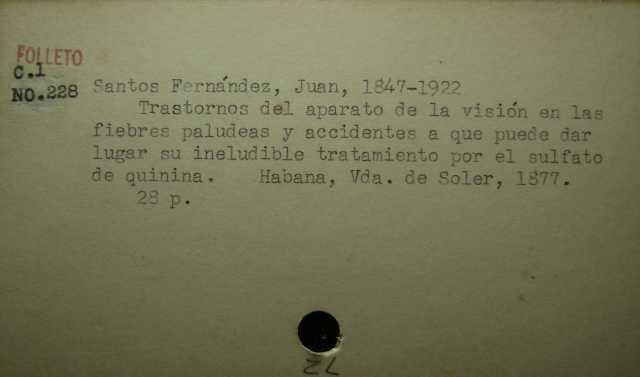 FOLLETO
C.1
NO.228
Santos Fernández, Juan, 1847-1922
Trastornos del aparato de la visión en las
fiebres paludeas y accidentes a que puede dar
lugar su ineludible tratamiento por el sulfato
de quinina. Habana, Vda. de Soler, 1877.
28 p.
72